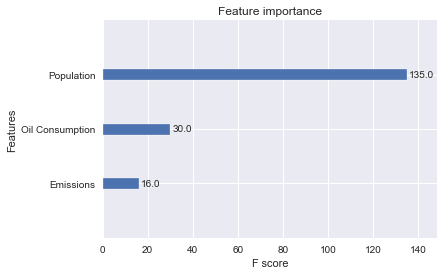 Feature importance
Features
Population
135.0
Oil Consumption
30.0
Emissions
16.0
0 20 40 60 80 100 120 140
F score